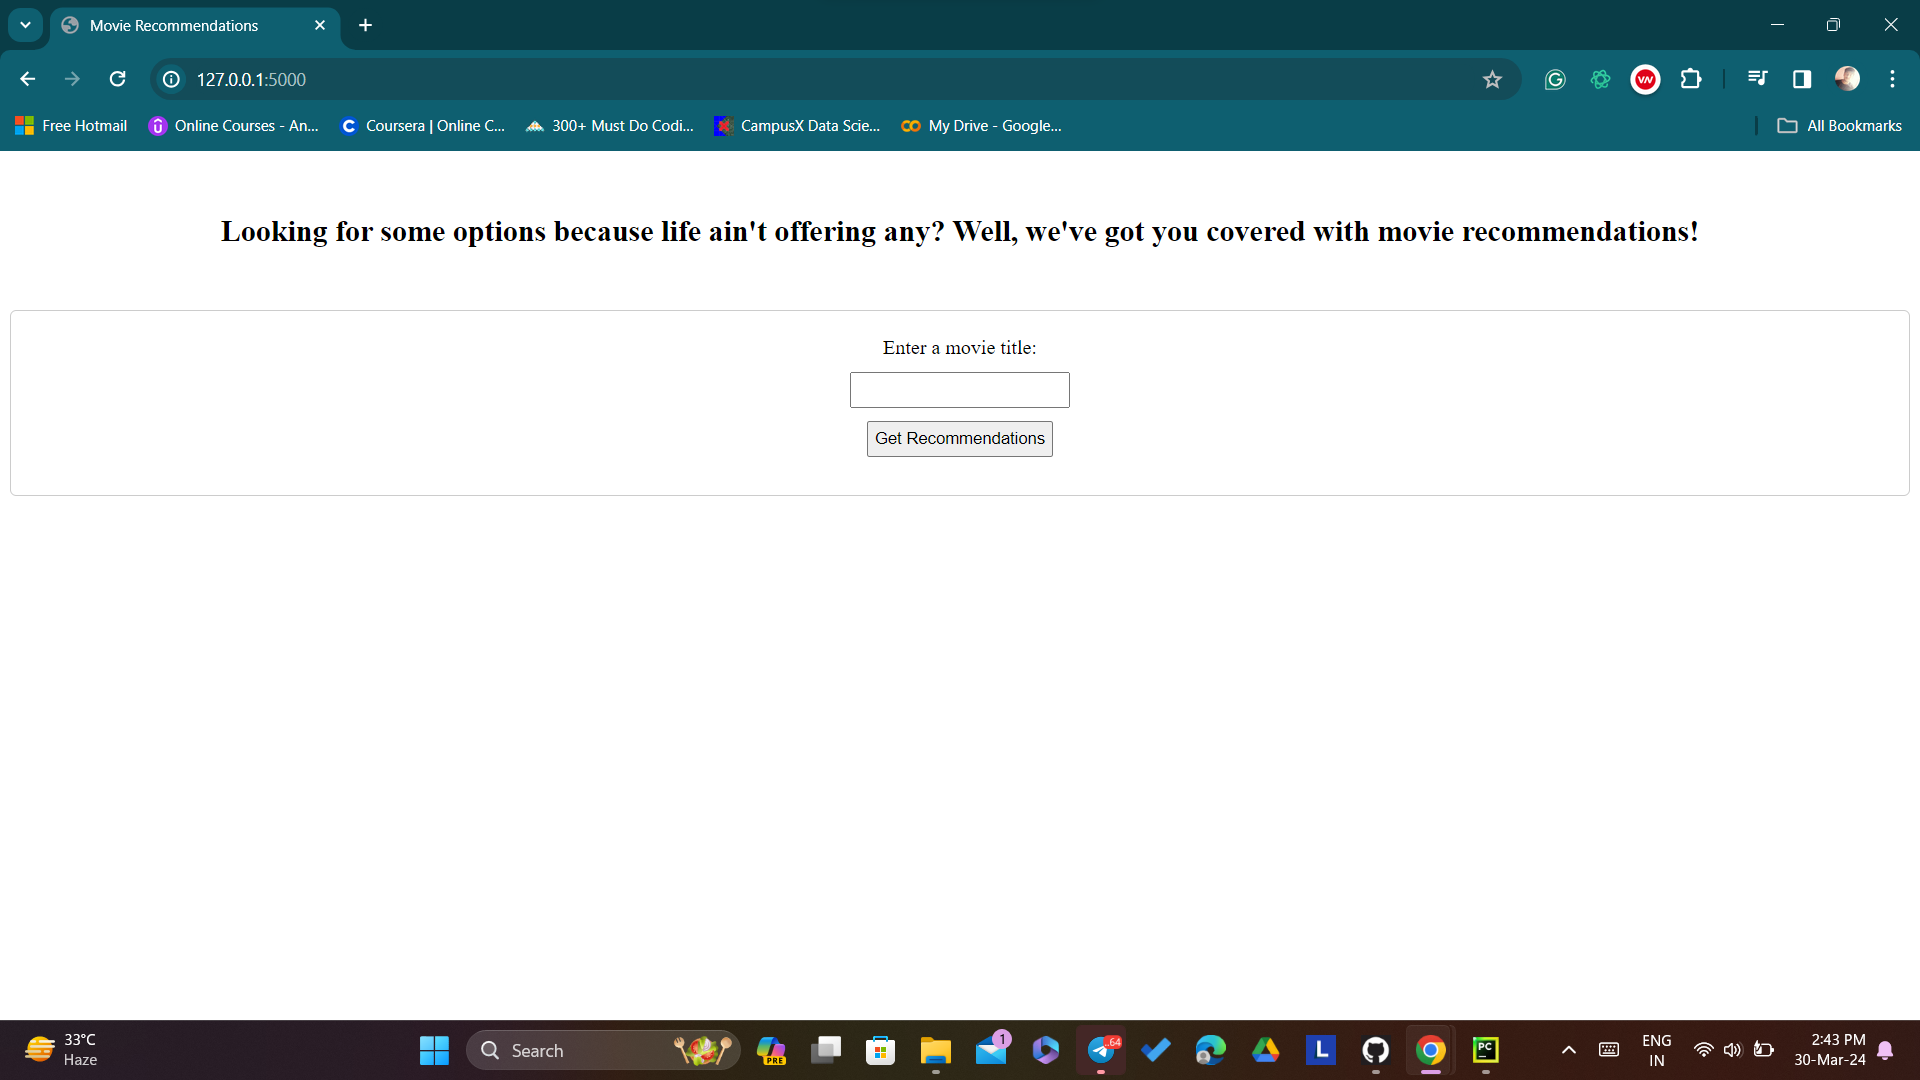 Movie Recommendations
127.0.0.1:5000
Free Hotmail
Online Courses - An...
Coursera | Online C...
300+ Must Do Codi...
CampusX Data Scie...
My Drive - Google...
All Bookmarks
Looking for some options because life ain't offering any? Well, we've got you covered with movie recommendations!
Enter a movie title:
Get Recommendations
33°C
Haze
Search
PRE
1
.64
L
PC
ENG
IN
2:43 PM
30-Mar-24